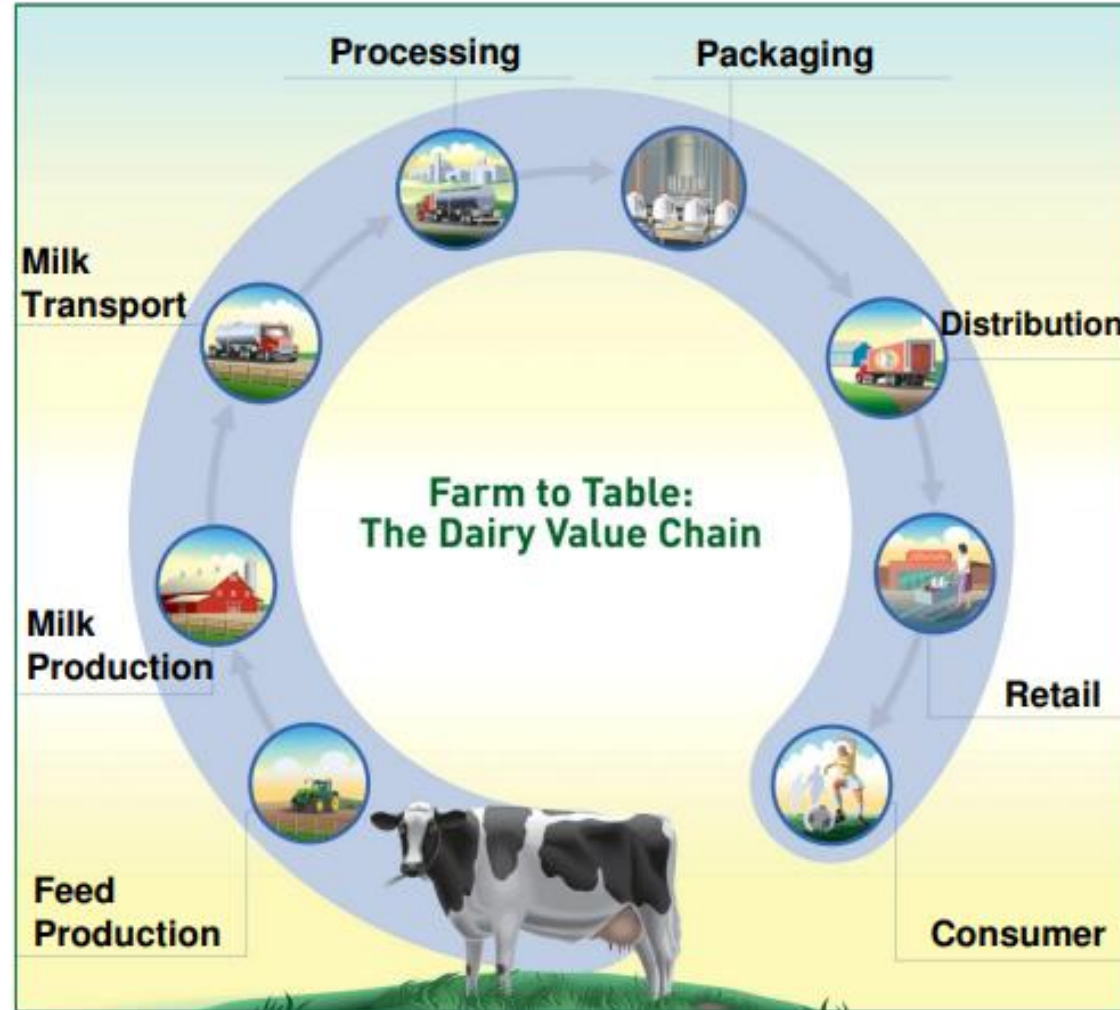 Processing
Packaging
Milk
Transport
Distribution
Farm to Table:
The Dairy Value Chain
Milk
Production
Retail
Feed
Production
Consumer